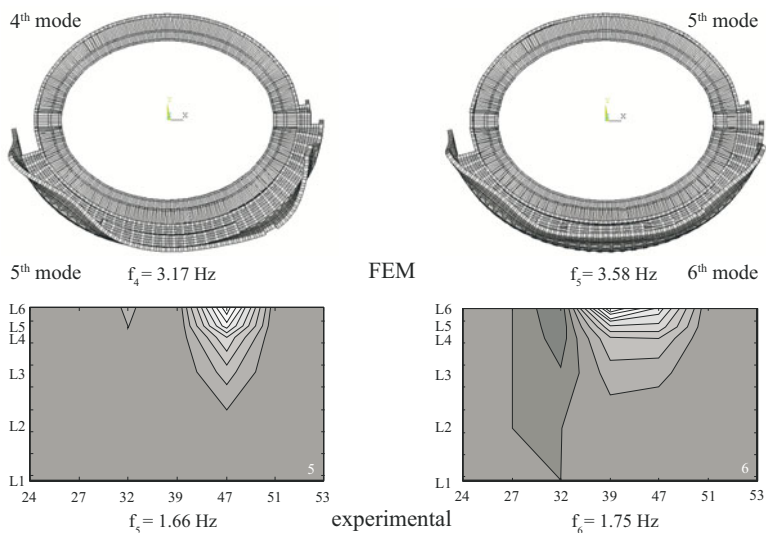 4th mode
5th mode
Y
X
Y
X
5th mode
f4 = 3.17 Hz
FEM
f5 = 3.58 Hz
6th mode
L6
L5
L4
L3
L2
L1
5
24 27 32 39 47 51 53
L6
L5
L4
L3
L2
L1
6
24 27 32 39 47 51 53
f5 = 1.66 Hz
experimental
f6 = 1.75 Hz